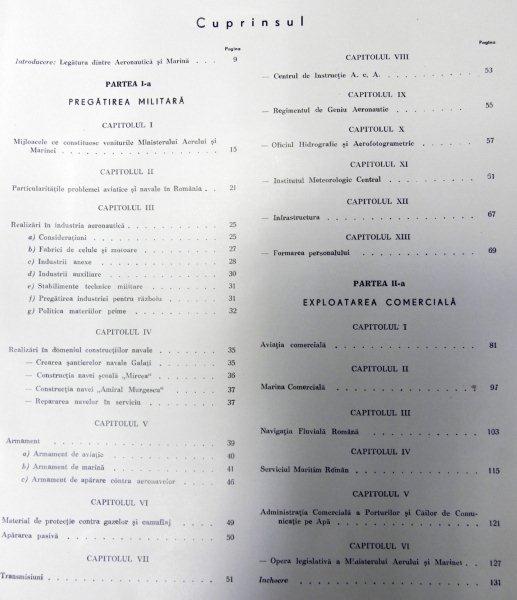 Cuprinsul
Pagina
Introducere: Legătura dintre Aeronautică și Marină . . . 9
PARTEA I-a
PREGĂTIREA MILITARĂ
CAPITOLUL I
Mijloacele ce constituesc veniturile Ministerului Aerului și
Marinei . . . . . . . . . . . . . . . 15
CAPITOLUL II
Particularitățile problemei aviatice și navale în România . . 21
CAPITOLUL III
Realizări în industria aeronautică . . . . . . . . . 25
a) Considerațiuni . . . . . . . . . . . . 25
b) Fabrici de celule și motoare . . . . . . . . 27
c) Industrii anexe . . . . . . . . . . . . 28
d) Industrii auxiliare . . . . . . . . . . . 30
e) Stabilimente technice militare . . . . . . . . 31
f) Pregătirea industriei pentru războiu . . . . . . 31
g) Politica materiilor prime . . . . . . . . . 32
CAPITOLUL IV
Realizări în domeniul construcțiilor navale . . . . . . 35
— Crearea șantierelor navale Galați . . . . . . . 35
— Construcția navei școală „Mircea" . . . . . . . 36
— Construcția navei „Amiral Murgescu" . . . . . . 37
— Repararea navelor în serviciu . . . . . . . . 37
CAPITOLUL V
Armament . . . . . . . . . . . . . . . 39
a) Armament de aviație . . . . . . . . . . 40
b) Armament de marină . . . . . . . . . . 41
c) Armament de apărare contra aeronavelor . . . . . 46
CAPITOLUL VI
Material de protecție contra gazelor și camuflaj . . . . 49
Apărarea pasivă . . . . . . . . . . . . . 50
CAPITOLUL VII
Transmisiuni . . . . . . . . . . . . . . 51
Pagina
CAPITOLUL VIII
— Centrul de Instrucție A. c. A. . . . . . . . . . 53
CAPITOLUL IX
— Regimentul de Geniu Aeronautic . . . . . . . . 55
CAPITOLUL X
— Oficiul Hidrografic și Aerofotogrametric . . . . . . 57
CAPITOLUL XI
— Institutul Meteorologic Central . . . . . . . . 61
CAPITOLUL XII
— Infrastructura . . . . . . . . . . . . . 67
CAPITOLUL XIII
— Formarea personalului . . . . . . . . . . . 69
PARTEA II-a
EXPLOATAREA COMERCIALĂ
CAPITOLUL I
Aviația comercială . . . . . . . . . . . . 81
CAPITOLUL II
Marina Comercială . . . . . . . . . . . . 97
CAPITOLUL III
Navigația Fluvială Română . . . . . . . . . . 103
CAPITOLUL IV
Serviciul Maritim Român . . . . . . . . . . 115
CAPITOLUL V
Administrația Comercială a Porturilor și Căilor de Comu-
nicație pe Apă . . . . . . . . . . . . . 121
CAPITOLUL VI
— Opera legislativă a Ministerului Aerului și Marinei . . 127
Închoere . . . . . . . . . . . . . . . 131